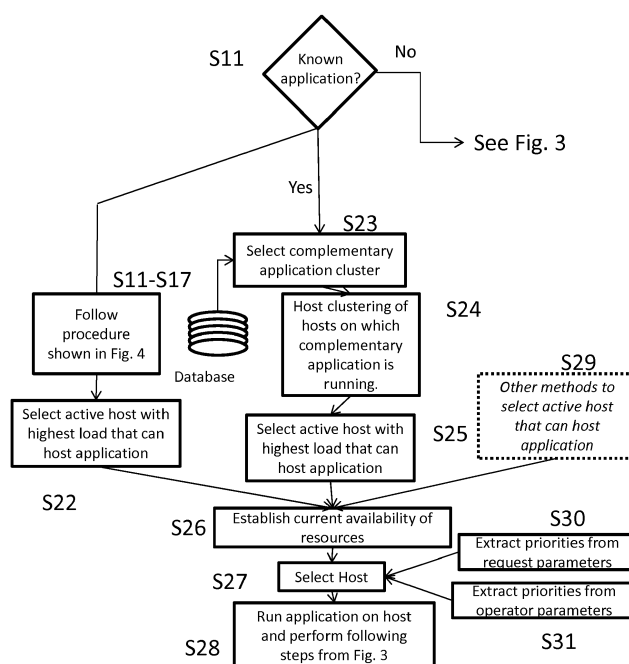 S11
Known
application?
No
See Fig. 3
Yes
S23
Select complementary
application cluster
S11-S17
Follow
procedure
shown in Fig. 4
Database
S24
Host clustering of
hosts on which
complementary
application is
running.
S29
Other methods to
select active host
that can host
application
Select active host with
highest load that can
host application
S22
Select active host with
highest load that can
host application
S25
S26
Establish current availability of
resources
S30
Extract priorities from
request parameters
S27
Select Host
Extract priorities from
operator parameters
S31
S28
Run application on host
and perform following
steps from Fig. 3